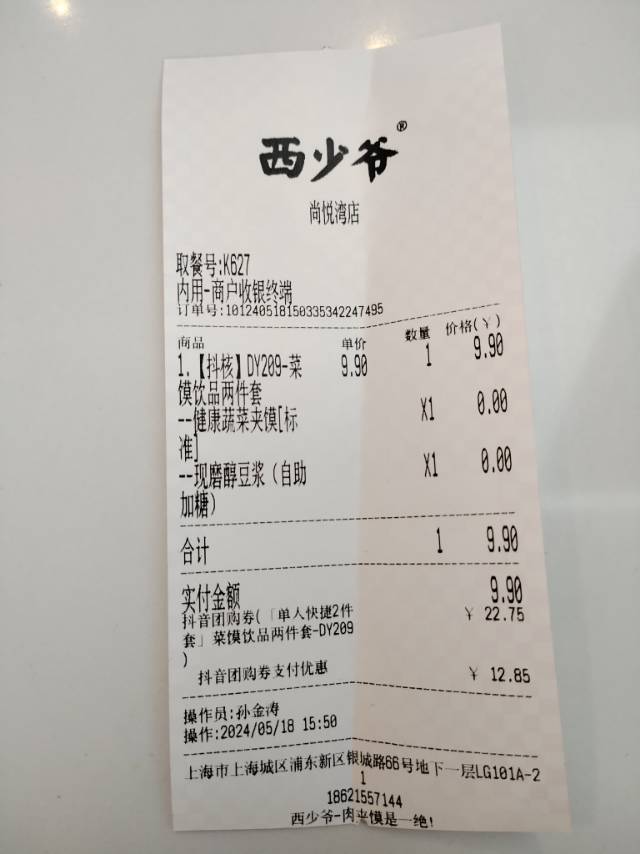 西少爷®
尚悦湾店
取餐号:K627
内用-商户收银终端
订单号:101240518150335342247495
商品 单价 数量 价格(¥)
1.【抖核】DY209-菜 9.90 1 9.90
馍饮品两件套
--健康蔬菜夹馍[标 X1 0.00
准]
--现磨醇豆浆（自助 X1 0.00
加糖）
合计 1 9.90
实付金额 9.90
抖音团购券(「单人快捷2件 ¥ 22.75
套」菜馍饮品两件套-DY209
)
抖音团购券支付优惠 ¥ 12.85
操作员:孙金涛
操作:2024/05/18 15:50
上海市上海城区浦东新区银城路66号地下一层LG101A-2
1
18621557144
西少爷-肉夹馍是一绝!